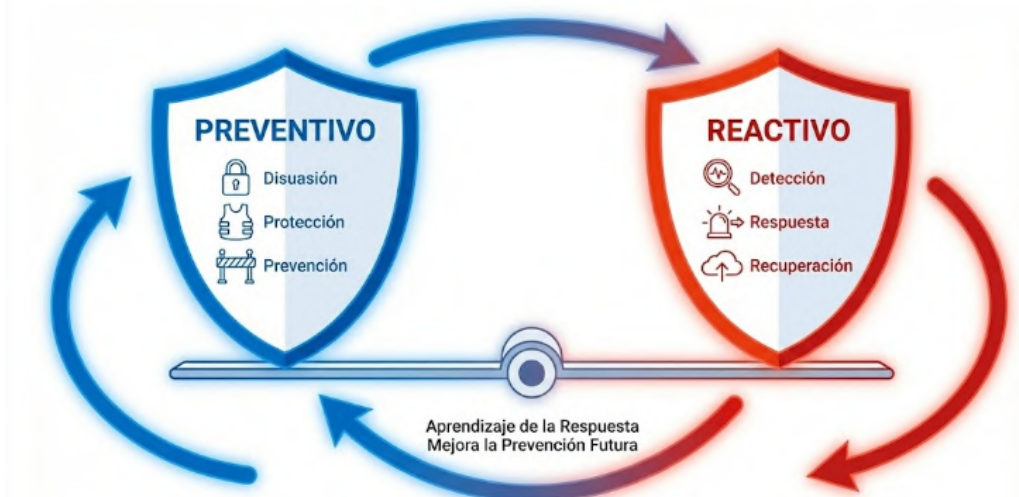 PREVENTIVO
Disuasión
Protección
Prevención
REACTIVO
Detección
Respuesta
Recuperación
Aprendizaje de la Respuesta
Mejora la Prevención Futura